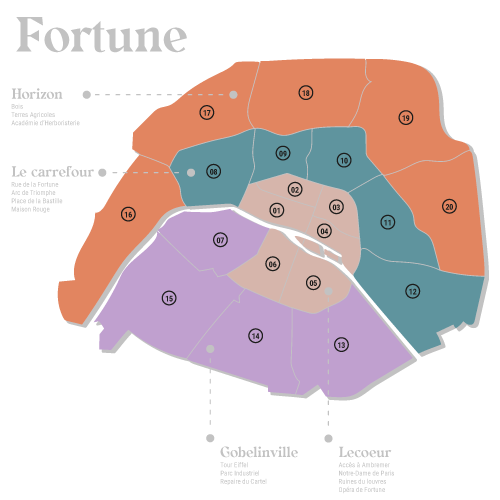 Fortune
Horizon
Bois
Terres Agricoles
Académie d'Herboristerie
18
17
19
Le carrefour
Rue de la Fortune
Arc de Triomphe
Place de la Bastille
Maison Rouge
09
10
08
02
01
03
04
16
20
11
07
06
05
12
15
14
13
Gobelinville
Tour Eiffel
Parc Industriel
Repaire du Cartel
Lecoeur
Accès à Ambremer
Notre-Dame de Paris
Ruines du louvres
Opéra de Fortune